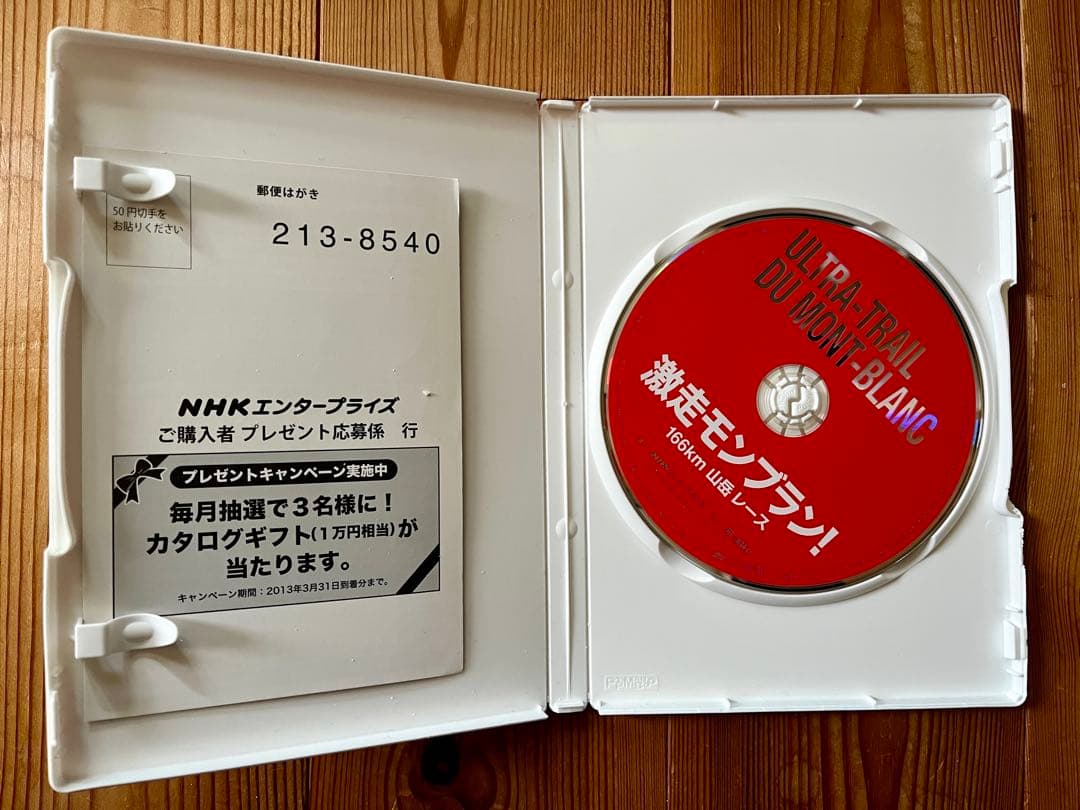 郵便はがき
50円切手を
お貼りください
213-8540
NHKエンタープライズ
ご購入者 プレゼント応募係 行
プレゼントキャンペーン実施中
毎月抽選で3名様に!
カタログギフト(1万円相当)が
当たります。
キャンペーン期間:2013年3月31日到着分まで。
ULTRA-TRAIL
DU MONT-BLANC
激走モンブラン!
166km 山岳 レース